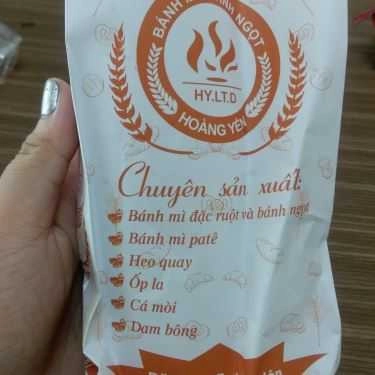 BÁNH
NGỌT
HY.LT.D
HOÀNG YẾN
Chuyên sản xuất:
Bánh mì đặc ruột và bánh ngọt
Bánh mì patê
Heo quay
Ốp la
Cá mòi
Dam bông